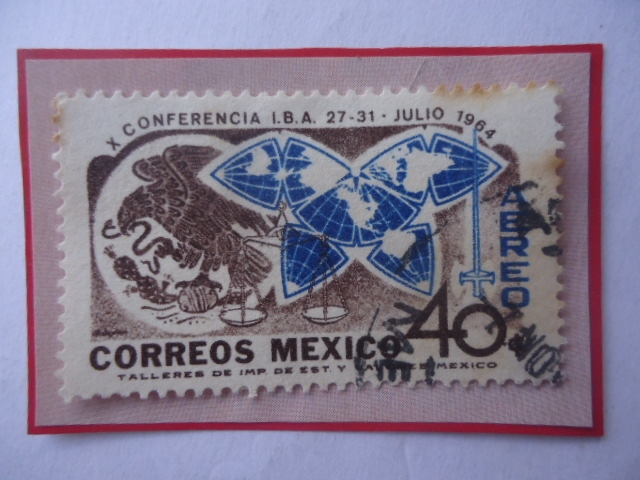 X CONFERENCIA I.B.A. 27-31 · JULIO 1964
AEREO
40
CORREOS MEXICO
TALLERES DE IMP. DE EST. Y MEXICO